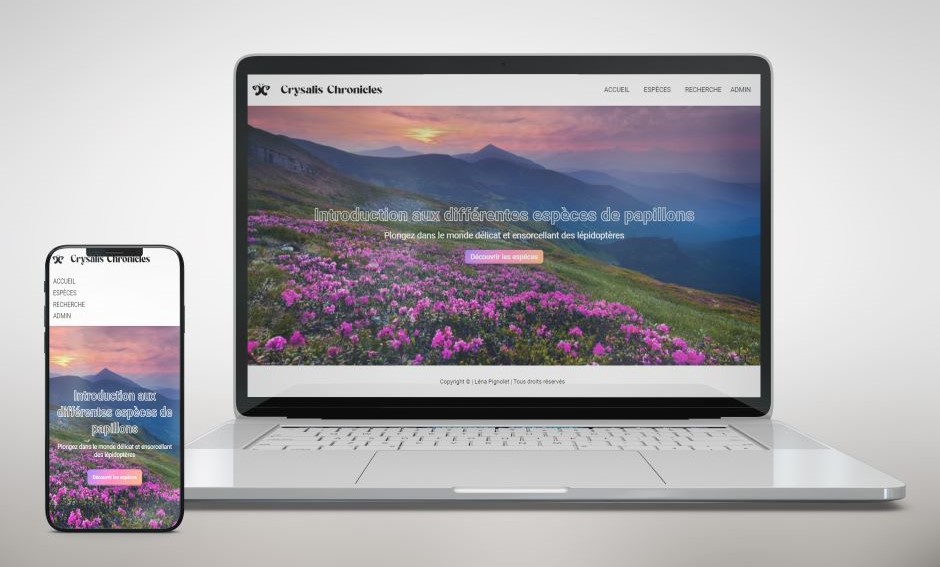 Crysalis Chronicles
ACCUEIL ESPÈCES RECHERCHE ADMIN
Introduction aux différentes espèces de papillons
Plongez dans le monde délicat et ensorcellant des lépidoptères
Découvrir les espèces
Copyright © | Léna Pignolet | Tous droits réservés
Crysalis Chronicles
ACCUEIL
ESPÈCES
RECHERCHE
ADMIN
Introduction aux
différentes espèces de
papillons
Plongez dans le monde délicat et ensorcellant
des lépidoptères
Découvrir les espèces